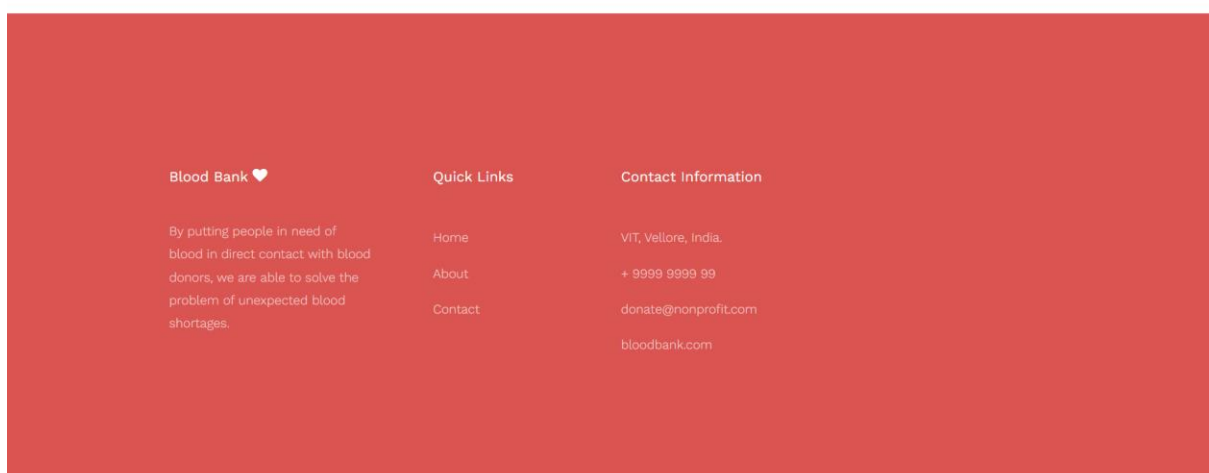 Blood Bank
By putting people in need of
blood in direct contact with blood
donors, we are able to solve the
problem of unexpected blood
shortages.
Quick Links
Home
About
Contact
Contact Information
VIT, Vellore, India.
+ 9999 9999 99
donate@nonprofit.com
bloodbank.com